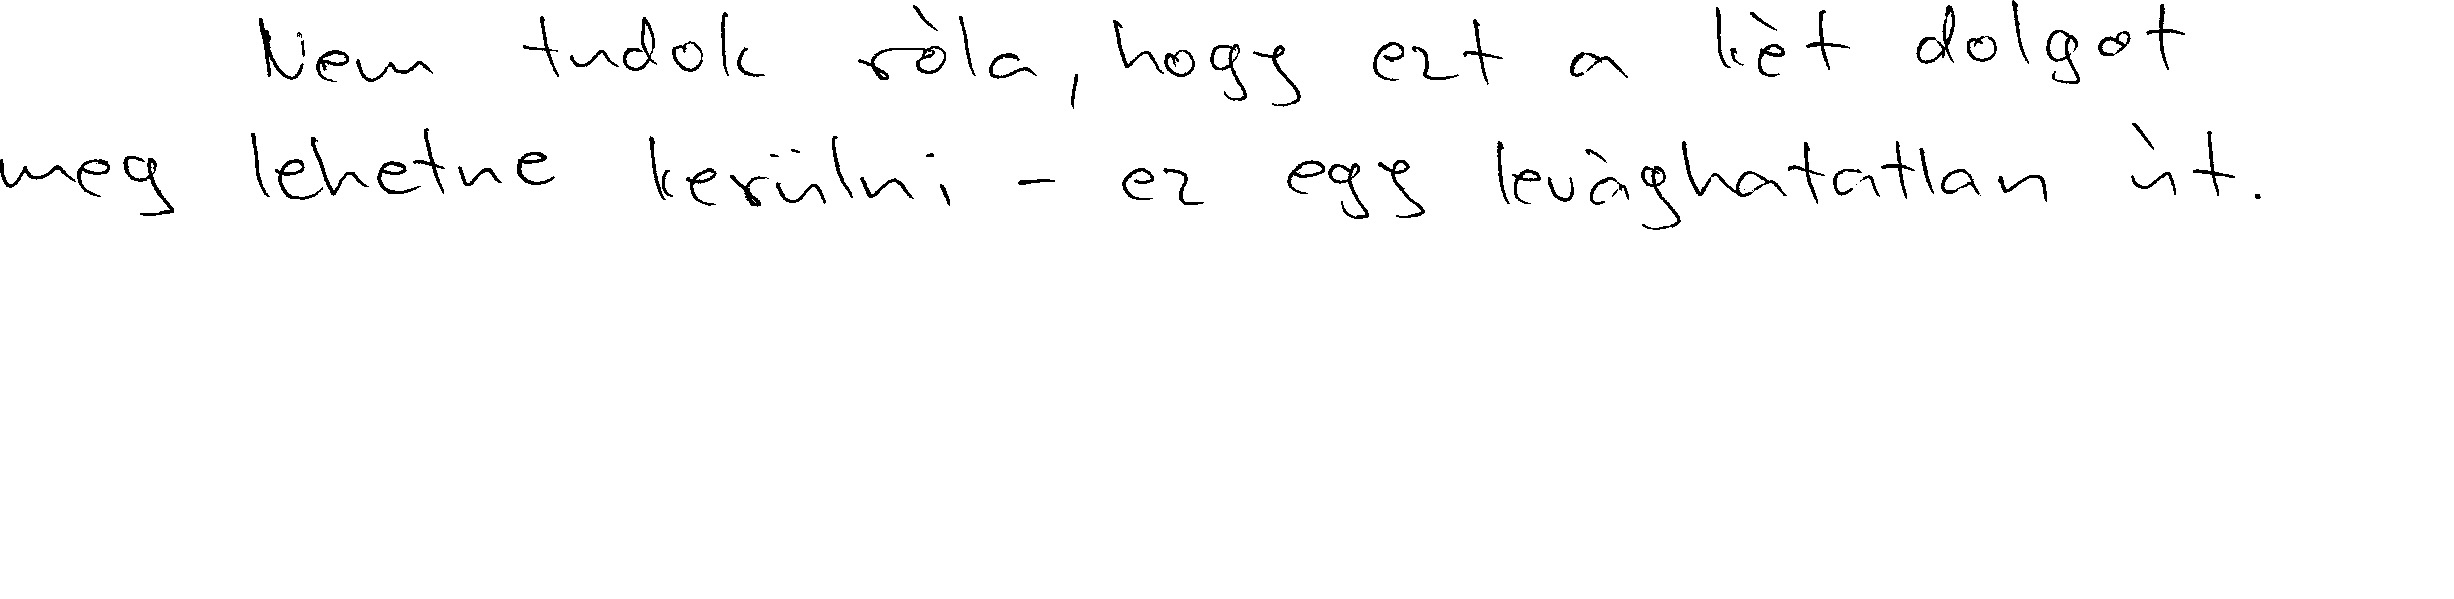 Nem tudok róla, hogy ezt a két dolgot
meg lehetne kerülni - ez egy levághatatlan út.